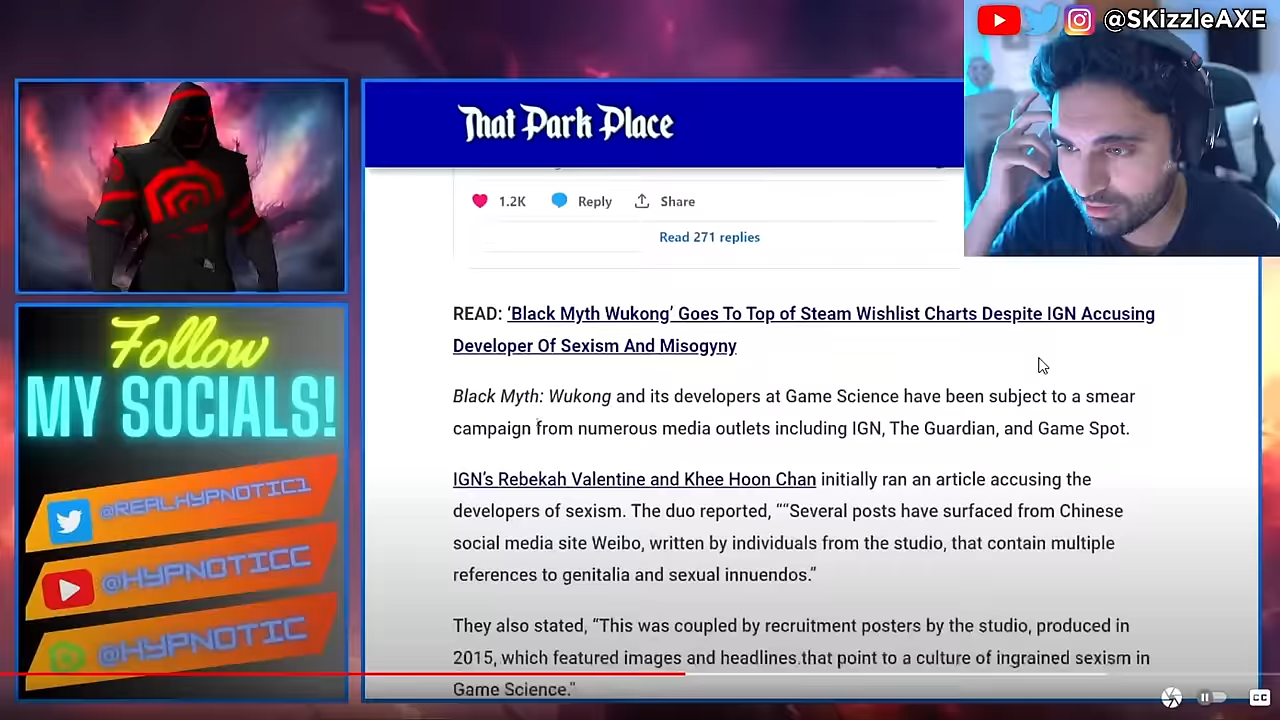 @SKizzleAXE
That Park Place
1.2K Reply Share
Read 271 replies
READ: ‘Black Myth Wukong’ Goes To Top of Steam Wishlist Charts Despite IGN Accusing
Developer Of Sexism And Misogyny
Black Myth: Wukong and its developers at Game Science have been subject to a smear
campaign from numerous media outlets including IGN, The Guardian, and Game Spot.
IGN’s Rebekah Valentine and Khee Hoon Chan initially ran an article accusing the
developers of sexism. The duo reported, ““Several posts have surfaced from Chinese
social media site Weibo, written by individuals from the studio, that contain multiple
references to genitalia and sexual innuendos.”
They also stated, “This was coupled by recruitment posters by the studio, produced in
2015, which featured images and headlines that point to a culture of ingrained sexism in
Game Science.”
Follow
MY SOCIALS!
@REALHYPNOTIC1
@HYPNOTICC
@HYPNOTIC
CC